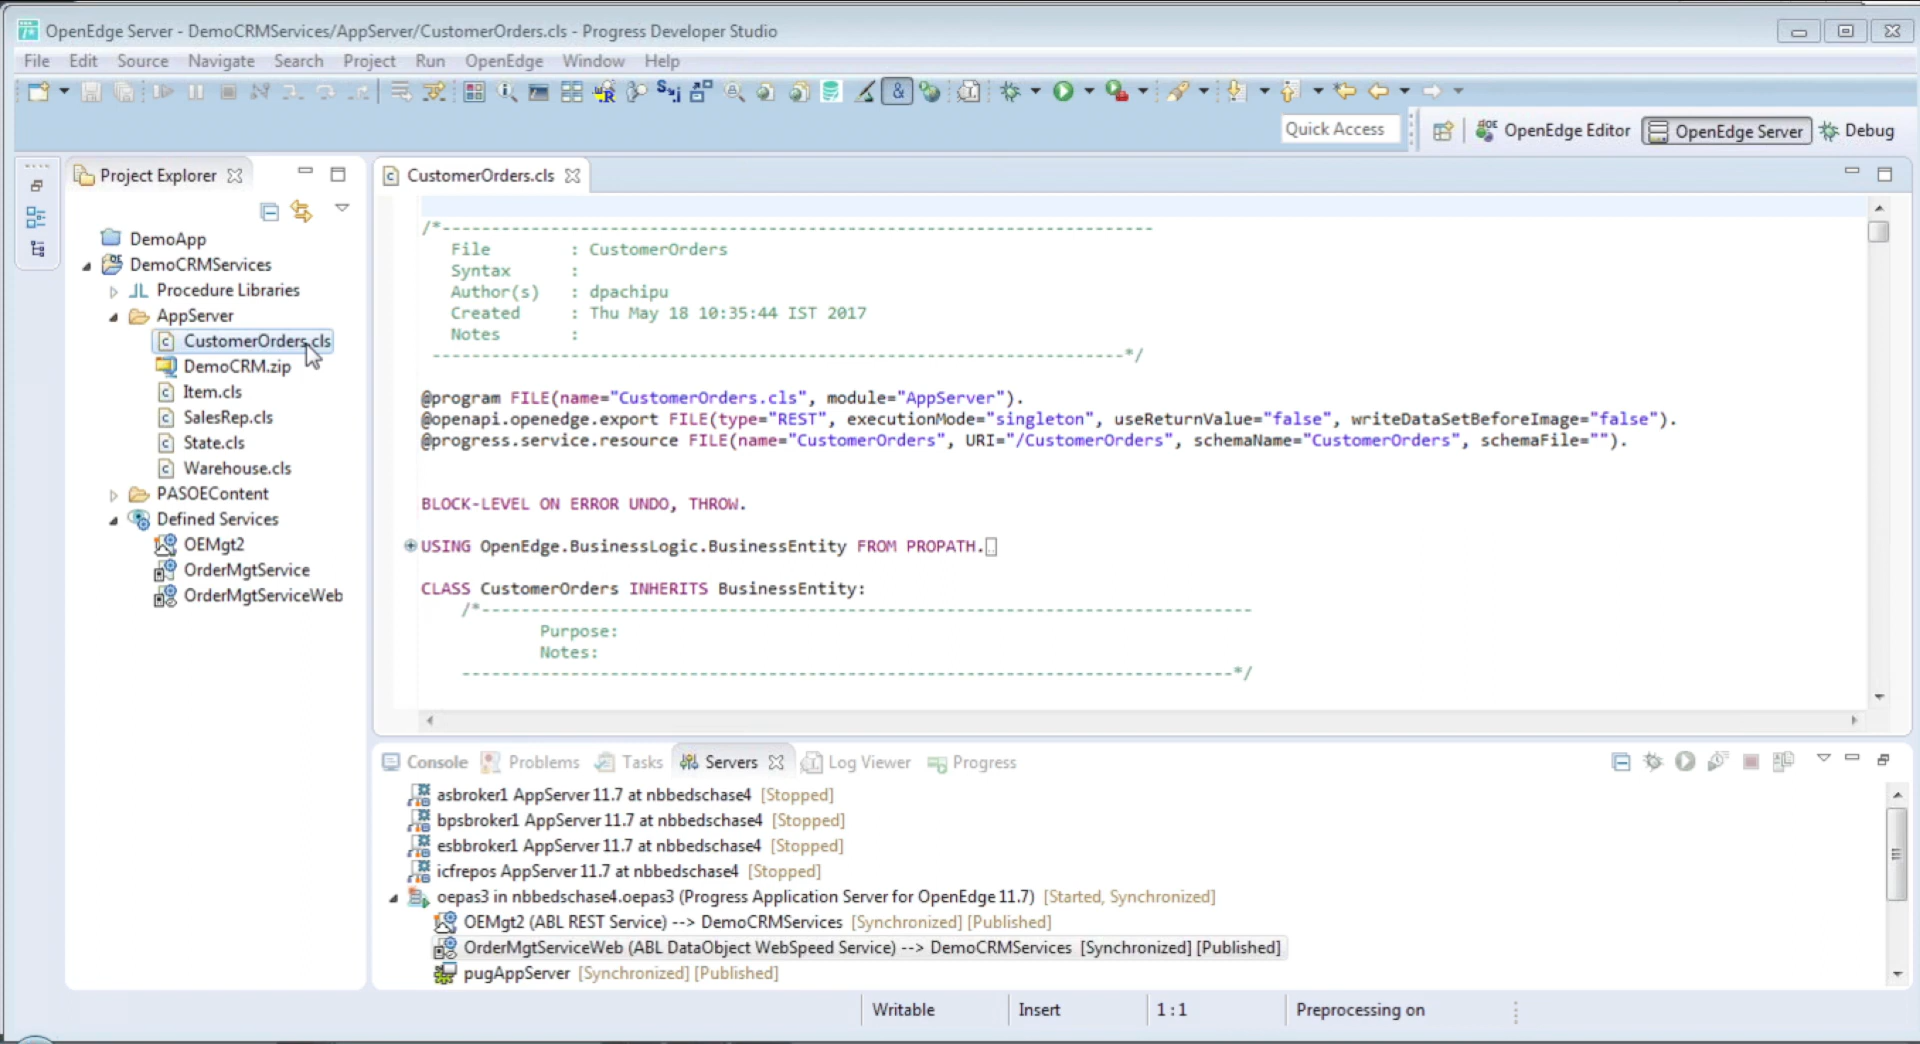 OpenEdge Server - DemoCRMServices/AppServer/CustomerOrders.cls - Progress Developer Studio
File Edit Source Navigate Search Project Run OpenEdge Window Help
Quick Access
OpenEdge Editor
OpenEdge Server
Debug
Project Explorer
DemoApp
DemoCRMServices
Procedure Libraries
AppServer
CustomerOrders.cls
DemoCRM.zip
Item.cls
SalesRep.cls
State.cls
Warehouse.cls
PASOEContent
Defined Services
OEMgt2
OrderMgtService
OrderMgtServiceWeb
CustomerOrders.cls
/*------------------------------------------------------------------------
File : CustomerOrders
Syntax :
Author(s) : dpachipu
Created : Thu May 18 10:35:44 IST 2017
Notes :
----------------------------------------------------------------------*/
@program FILE(name="CustomerOrders.cls", module="AppServer").
@openapi.openedge.export FILE(type="REST", executionMode="singleton", useReturnValue="false", writeDataSetBeforeImage="false").
@progress.service.resource FILE(name="CustomerOrders", URI="/CustomerOrders", schemaName="CustomerOrders", schemaFile="").
BLOCK-LEVEL ON ERROR UNDO, THROW.
USING OpenEdge.BusinessLogic.BusinessEntity FROM PROPATH.
CLASS CustomerOrders INHERITS BusinessEntity:
/*------------------------------------------------------------------------------
Purpose:
Notes:
------------------------------------------------------------------------------*/
Console Problems Tasks Servers Log Viewer Progress
asbroker1 AppServer 11.7 at nbbedschase4 [Stopped]
bpsbroker1 AppServer 11.7 at nbbedschase4 [Stopped]
esbbroker1 AppServer 11.7 at nbbedschase4 [Stopped]
icfrepos AppServer 11.7 at nbbedschase4 [Stopped]
oepas3 in nbbedschase4.oepas3 (Progress Application Server for OpenEdge 11.7) [Started, Synchronized]
OEMgt2 (ABL REST Service) --> DemoCRMServices [Synchronized] [Published]
OrderMgtServiceWeb (ABL DataObject WebSpeed Service) --> DemoCRMServices [Synchronized] [Published]
pugAppServer [Synchronized] [Published]
Writable Insert 1 : 1 Preprocessing on